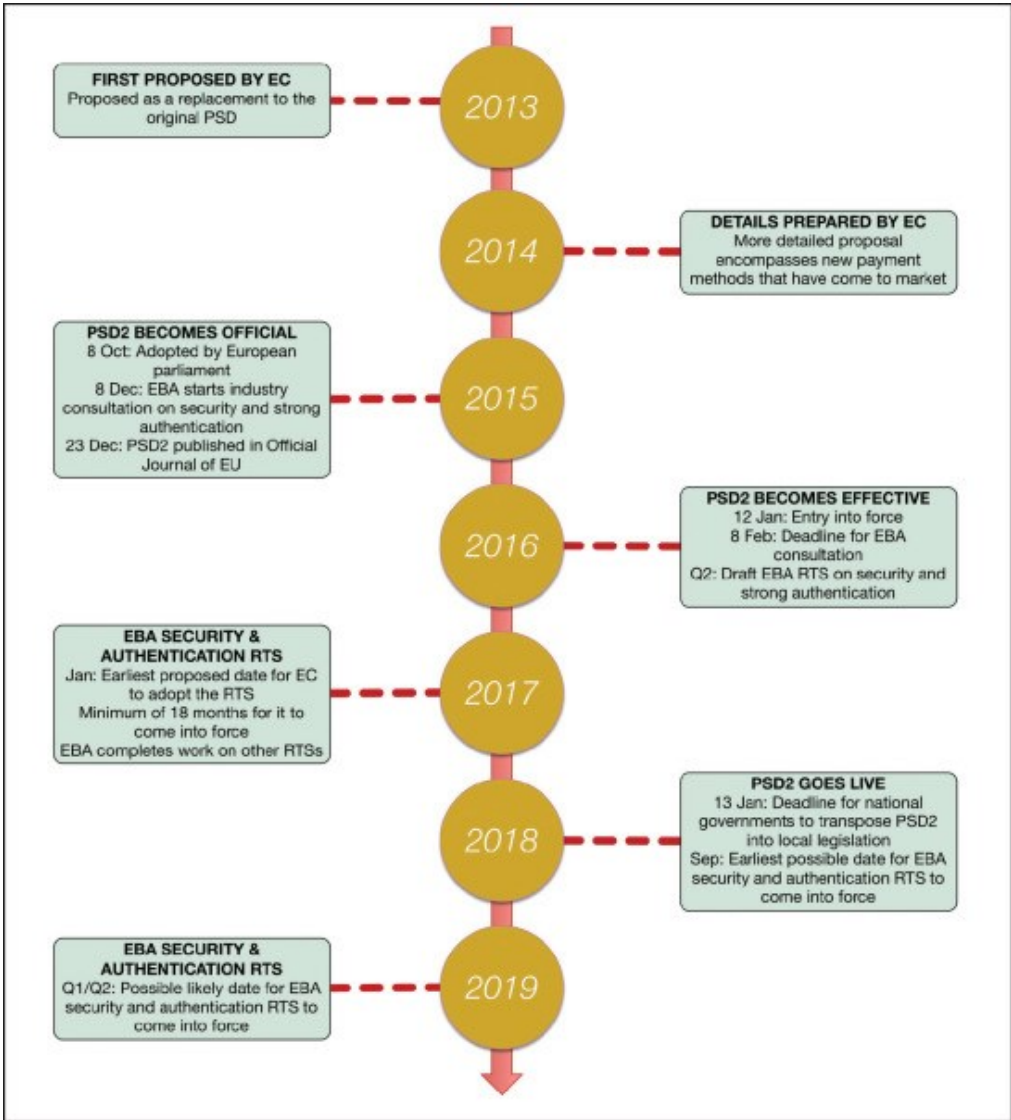 2013
FIRST PROPOSED BY EC
Proposed as a replacement to the
original PSD
2014
DETAILS PREPARED BY EC
More detailed proposal
encompasses new payment
methods that have come to market
2015
PSD2 BECOMES OFFICIAL
8 Oct: Adopted by European
parliament
8 Dec: EBA starts industry
consultation on security and strong
authentication
23 Dec: PSD2 published in Official
Journal of EU
2016
PSD2 BECOMES EFFECTIVE
12 Jan: Entry into force
8 Feb: Deadline for EBA
consultation
Q2: Draft EBA RTS on security and
strong authentication
2017
EBA SECURITY &
AUTHENTICATION RTS
Jan: Earliest proposed date for EC
to adopt the RTS
Minimum of 18 months for it to
come into force
EBA completes work on other RTSs
2018
PSD2 GOES LIVE
13 Jan: Deadline for national
governments to transpose PSD2
into local legislation
Sep: Earliest possible date for EBA
security and authentication RTS to
come into force
2019
EBA SECURITY &
AUTHENTICATION RTS
Q1/Q2: Possible likely date for EBA
security and authentication RTS to
come into force